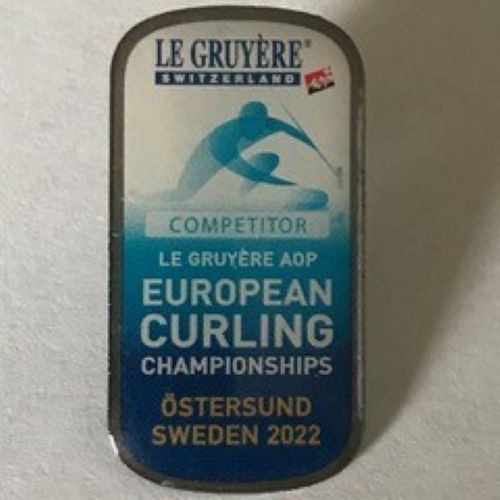 LE GRUYÈRE®
SWITZERLAND
COMPETITOR
LE GRUYÈRE AOP
EUROPEAN
CURLING
CHAMPIONSHIPS
ÖSTERSUND
SWEDEN 2022